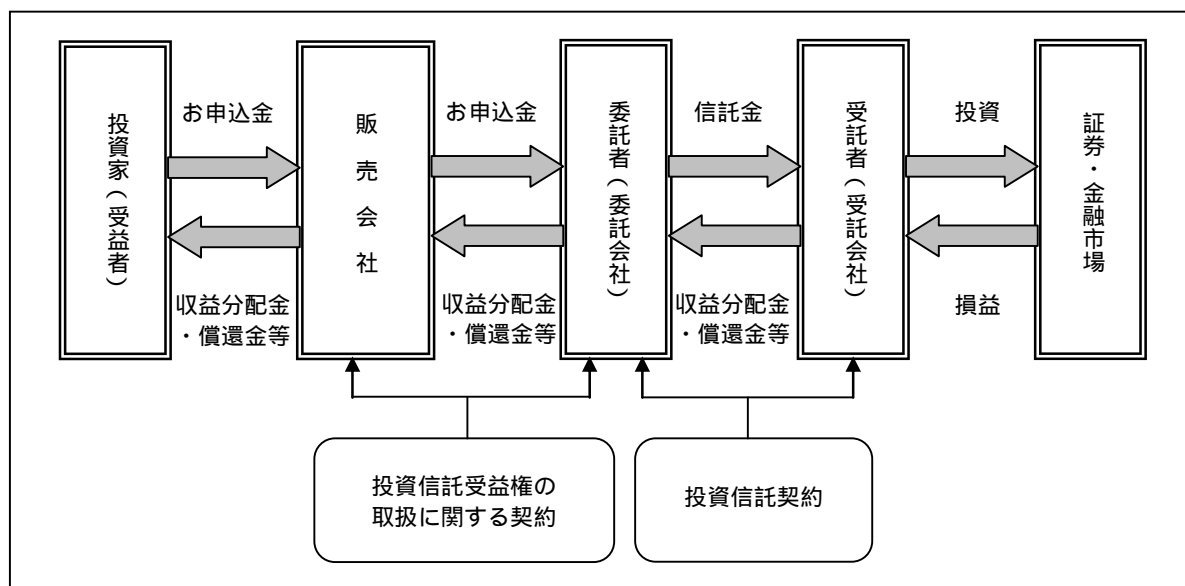 投資家(受益者)
お申込金
収益分配金
・償還金等
販売会社
お申込金
収益分配金
・償還金等
委託者(委託会社)
信託金
収益分配金
・償還金等
受託者(受託会社)
投資
損益
証券・金融市場
投資信託受益権の
取扱に関する契約
投資信託契約